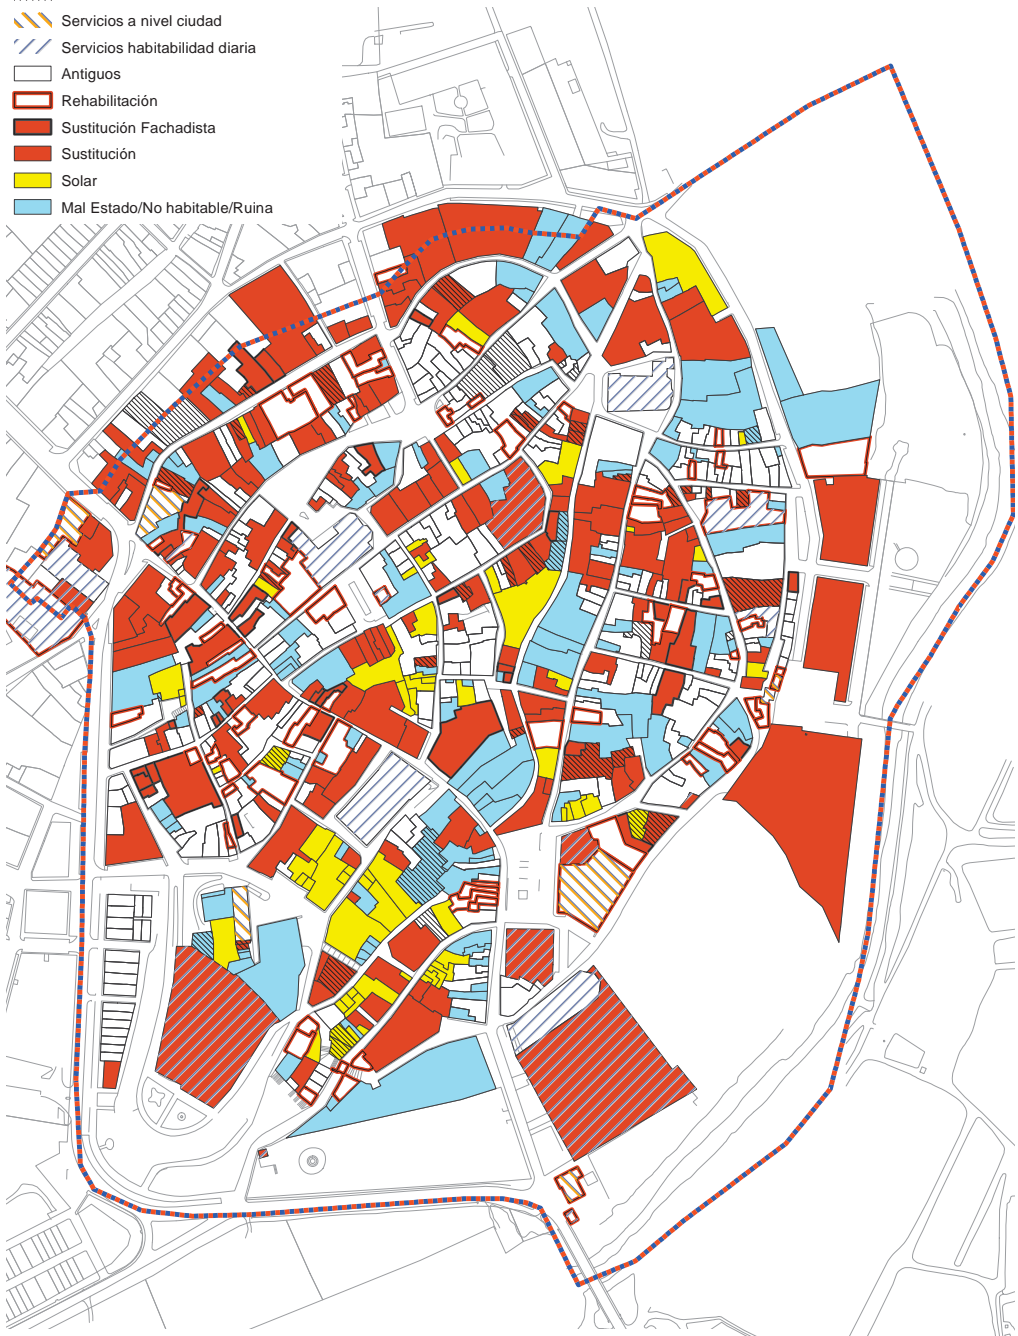 Servicios a nivel ciudad
Servicios habitabilidad diaria
Antiguos
Rehabilitación
Sustitución Fachadista
Sustitución
Solar
Mal Estado/No habitable/Ruina